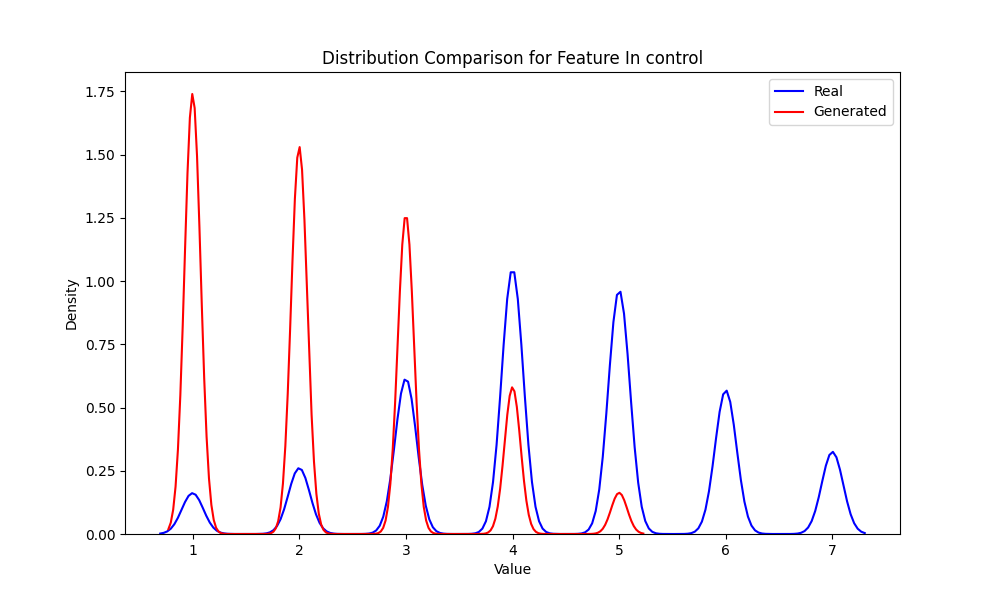 Distribution Comparison for Feature In control
Real
Generated
Density
1.75
1.50
1.25
1.00
0.75
0.50
0.25
0.00
1 2 3 4 5 6 7
Value